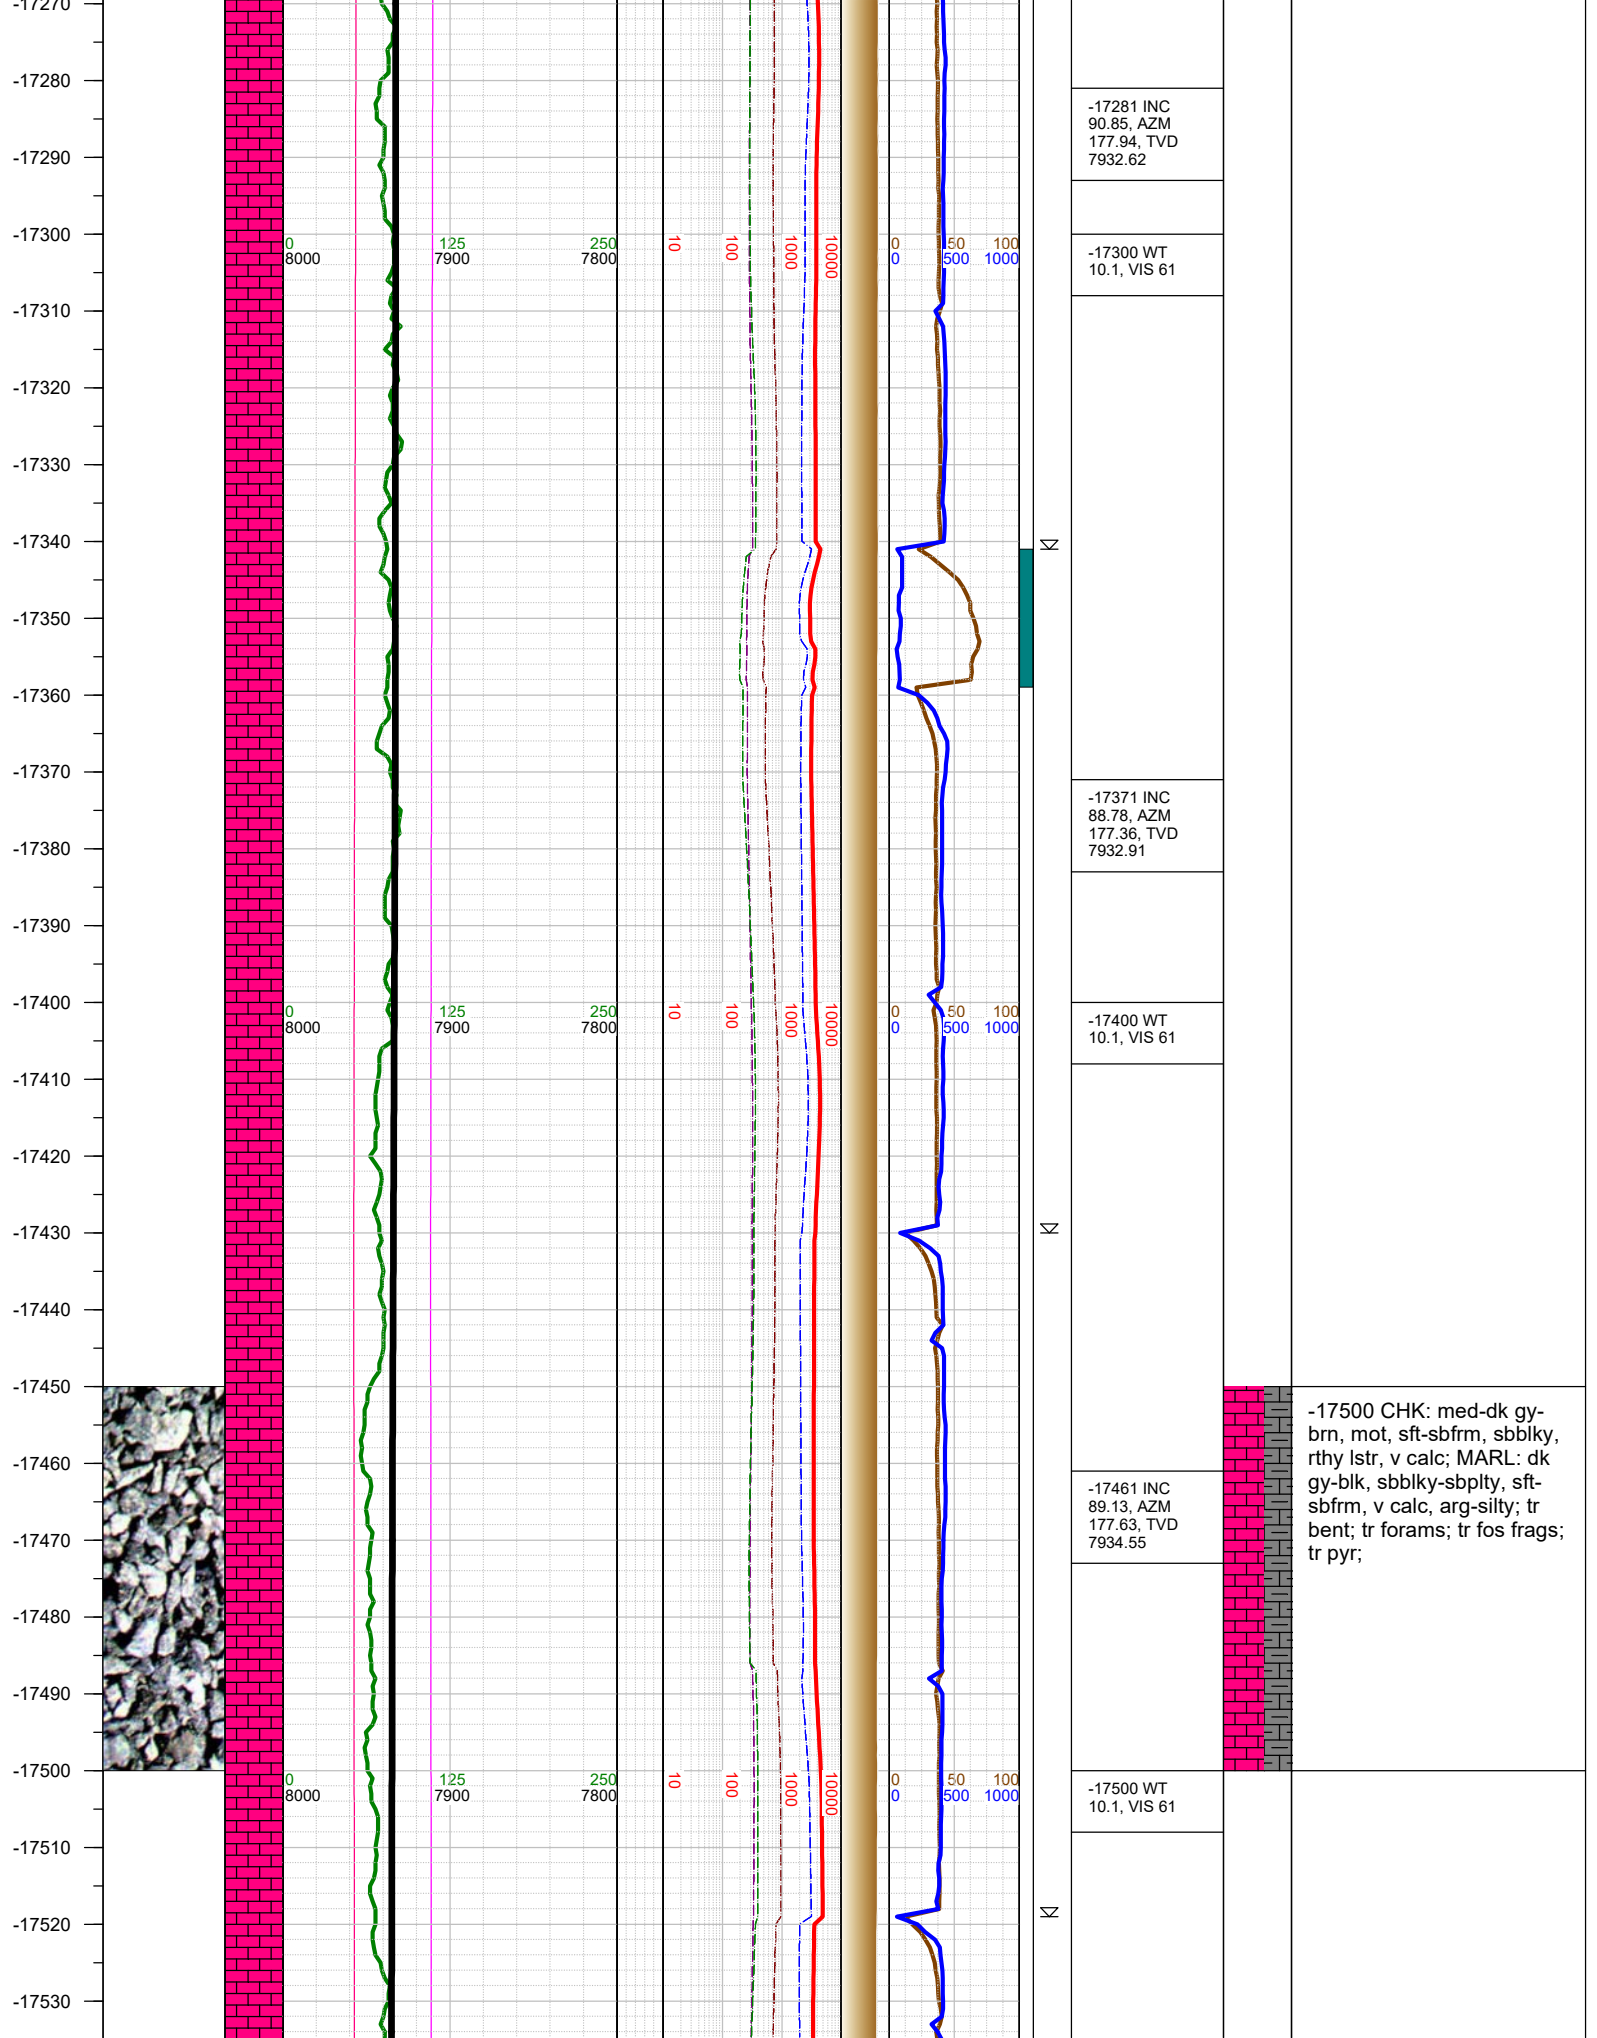 -17270
-17280
-17281 INC
90.85, AZM
177.94, TVD
7932.62
-17290
-17300
0 125 250
8000 7900 7800
10 100 1000 10000
0 50 100
0 500 1000
-17300 WT
10.1, VIS 61
-17310
-17320
-17330
-17340
-17350
-17360
-17370
-17371 INC
88.78, AZM
177.36, TVD
7932.91
-17380
-17390
-17400
0 125 250
8000 7900 7800
10 100 1000 10000
0 50 100
0 500 1000
-17400 WT
10.1, VIS 61
-17410
-17420
-17430
-17440
-17450
-17500 CHK: med-dk gy-
brn, mot, sft-sbfrm, sbblky,
rthy lstr, v calc; MARL: dk
gy-blk, sbblky-sbplty, sft-
sbfrm, v calc, arg-silty; tr
bent; tr forams; tr fos frags;
tr pyr;
-17460
-17461 INC
89.13, AZM
177.63, TVD
7934.55
-17470
-17480
-17490
-17500
0 125 250
8000 7900 7800
10 100 1000 10000
0 50 100
0 500 1000
-17500 WT
10.1, VIS 61
-17510
-17520
-17530